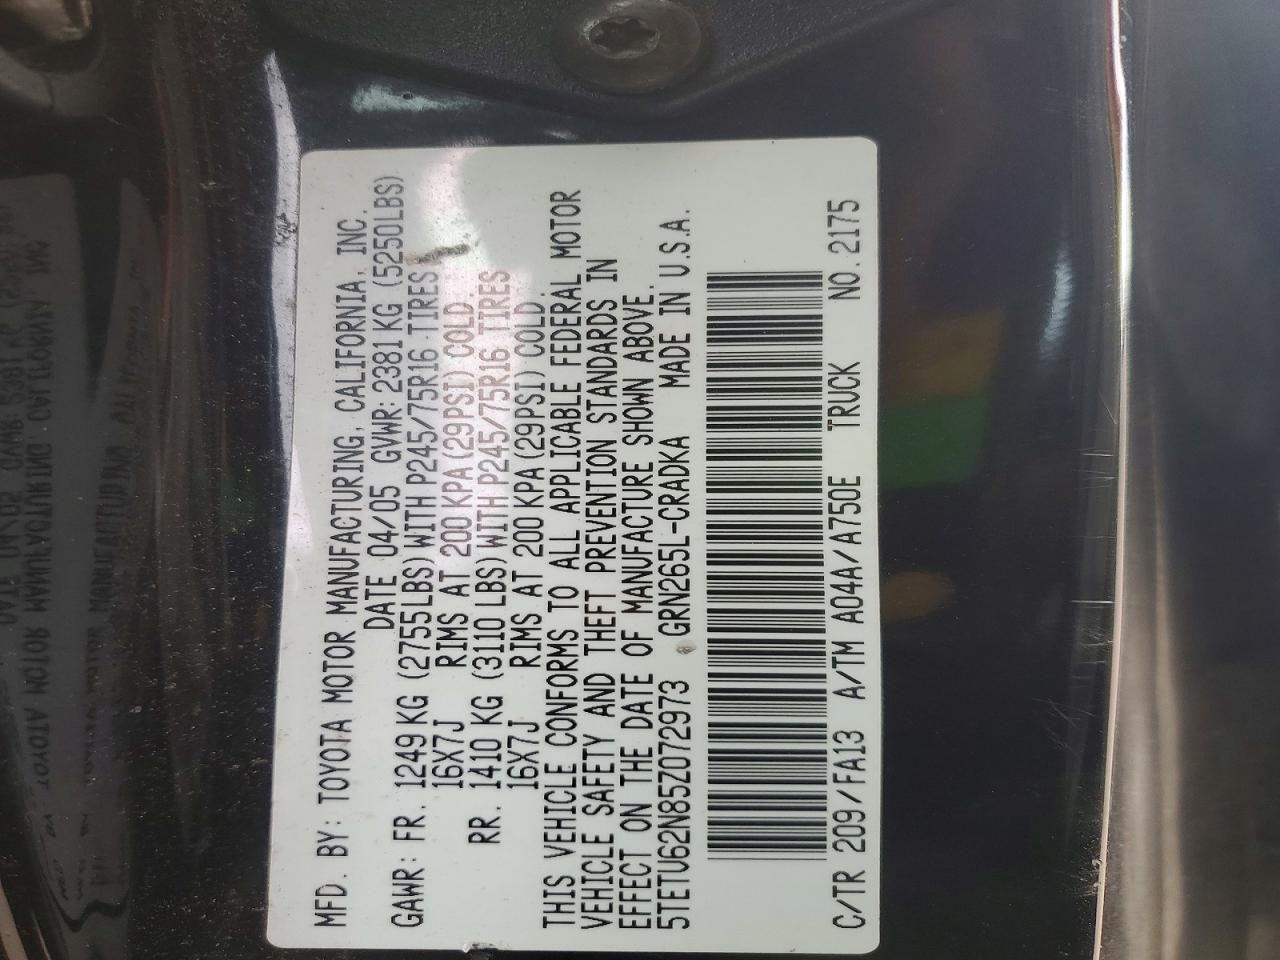 MFD. BY: TOYOTA MOTOR MANUFACTURING, CALIFORNIA, INC.
DATE 04/05 GVWR: 2381 KG (5250LBS)
GAWR: FR. 1249 KG (2755LBS) WITH P245/75R16 TIRES
16X7J RIMS AT 200 KPA (29PSI) COLD.
RR. 1410 KG (3110 LBS) WITH P245/75R16 TIRES
16X7J RIMS AT 200 KPA (29PSI) COLD.
THIS VEHICLE CONFORMS TO ALL APPLICABLE FEDERAL MOTOR
VEHICLE SAFETY AND THEFT PREVENTION STANDARDS IN
EFFECT ON THE DATE OF MANUFACTURE SHOWN ABOVE.
5TETU62N85Z072973 GRN265L-CRADKA MADE IN U.S.A.
C/TR 209/FA13 A/TM A04A/A750E TRUCK NO.2175